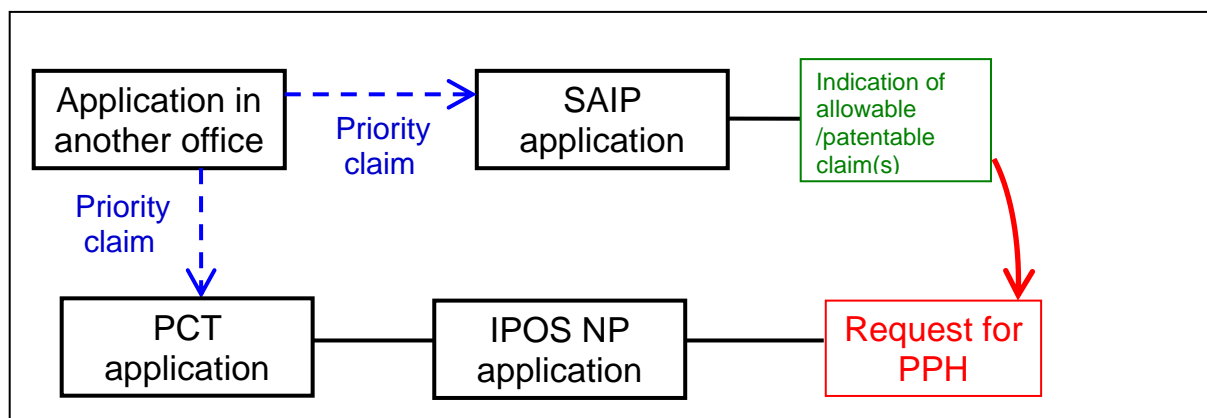 Application in
another office
Priority
claim
SAIP
application
Indication of
allowable
/patentable
claim(s)
Priority
claim
PCT
application
IPOS NP
application
Request for
PPH